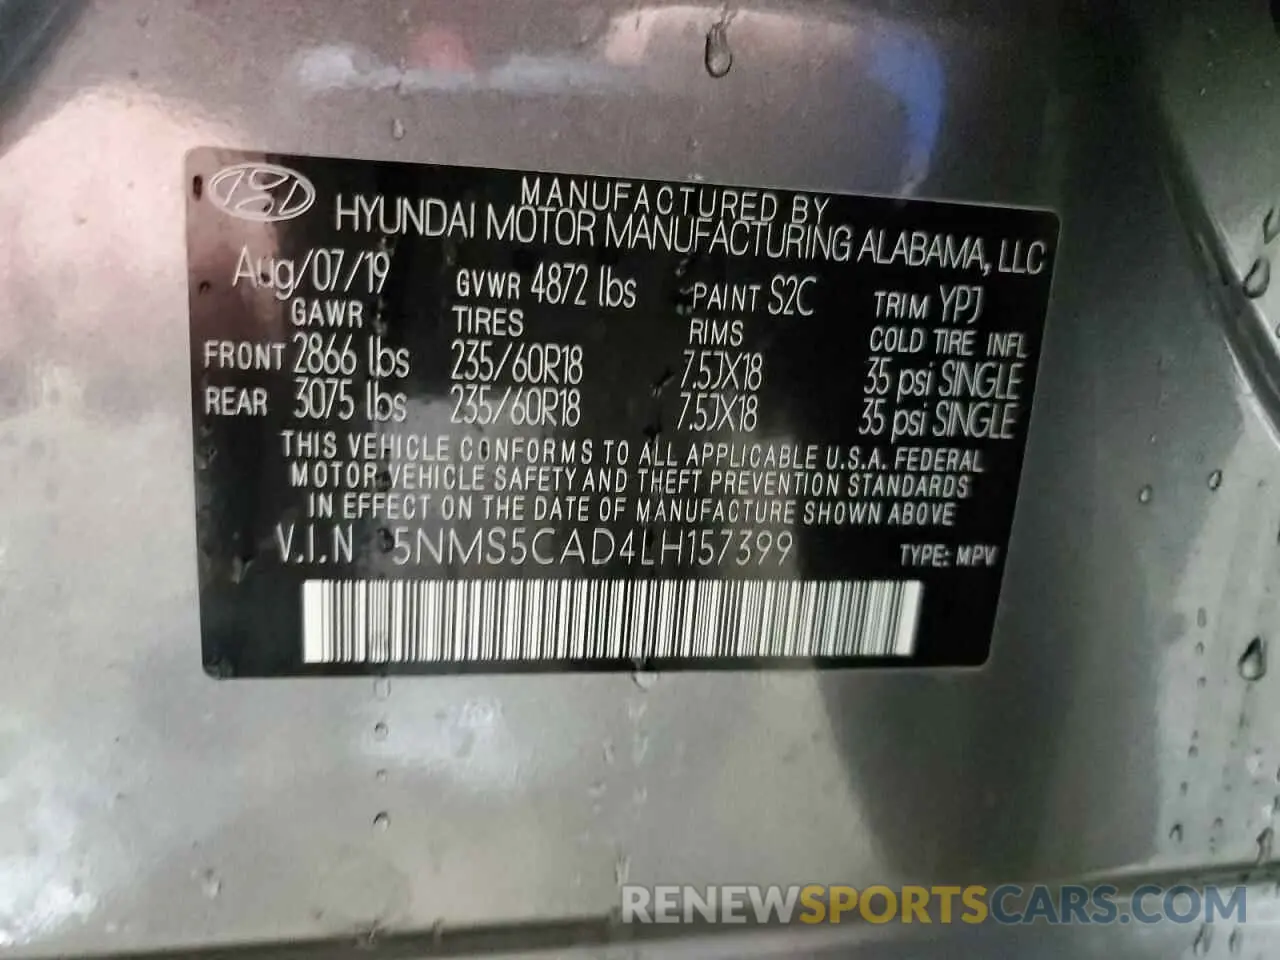 MANUFACTURED BY
HYUNDAI MOTOR MANUFACTURING ALABAMA, LLC
Aug/07/19 GVWR 4872 lbs PAINT S2C TRIM YPJ
GAWR TIRES RIMS COLD TIRE INFL
FRONT 2866 lbs 235/60R18 7.5JX18 35 psi SINGLE
REAR 3075 lbs 235/60R18 7.5JX18 35 psi SINGLE
THIS VEHICLE CONFORMS TO ALL APPLICABLE U.S.A. FEDERAL
MOTOR VEHICLE SAFETY AND THEFT PREVENTION STANDARDS
IN EFFECT ON THE DATE OF MANUFACTURE SHOWN ABOVE
V.I.N 5NMS5CAD4LH157399 TYPE: MPV
RENEWSPORTSCARS.COM